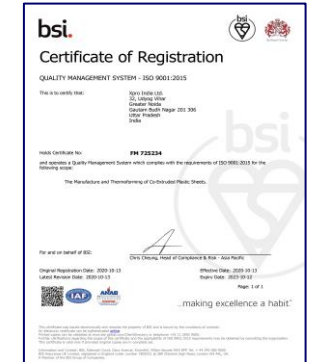 bsi.
bsi
Certificate of Registration
QUALITY MANAGEMENT SYSTEM - ISO 9001:2015
This is to certify that:
Xpro India Ltd.
32, Udyog Vihar
Greater Noida
Gautam Budh Nagar 201 306
Uttar Pradesh
India
Holds Certificate No:
FM 725234
and operates a Quality Management System which complies with the requirements of ISO 9001:2015 for the
following scope:
The Manufacture and Thermoforming of Co-Extruded Plastic Sheets.
For and on behalf of BSI:
Chris Cheung, Head of Compliance & Risk - Asia Pacific
Original Registration Date: 2020-10-13
Effective Date: 2020-10-13
Latest Revision Date: 2020-10-13
Expiry Date: 2023-10-12
Page: 1 of 1
IAF
ANAB
...making excellence a habit.